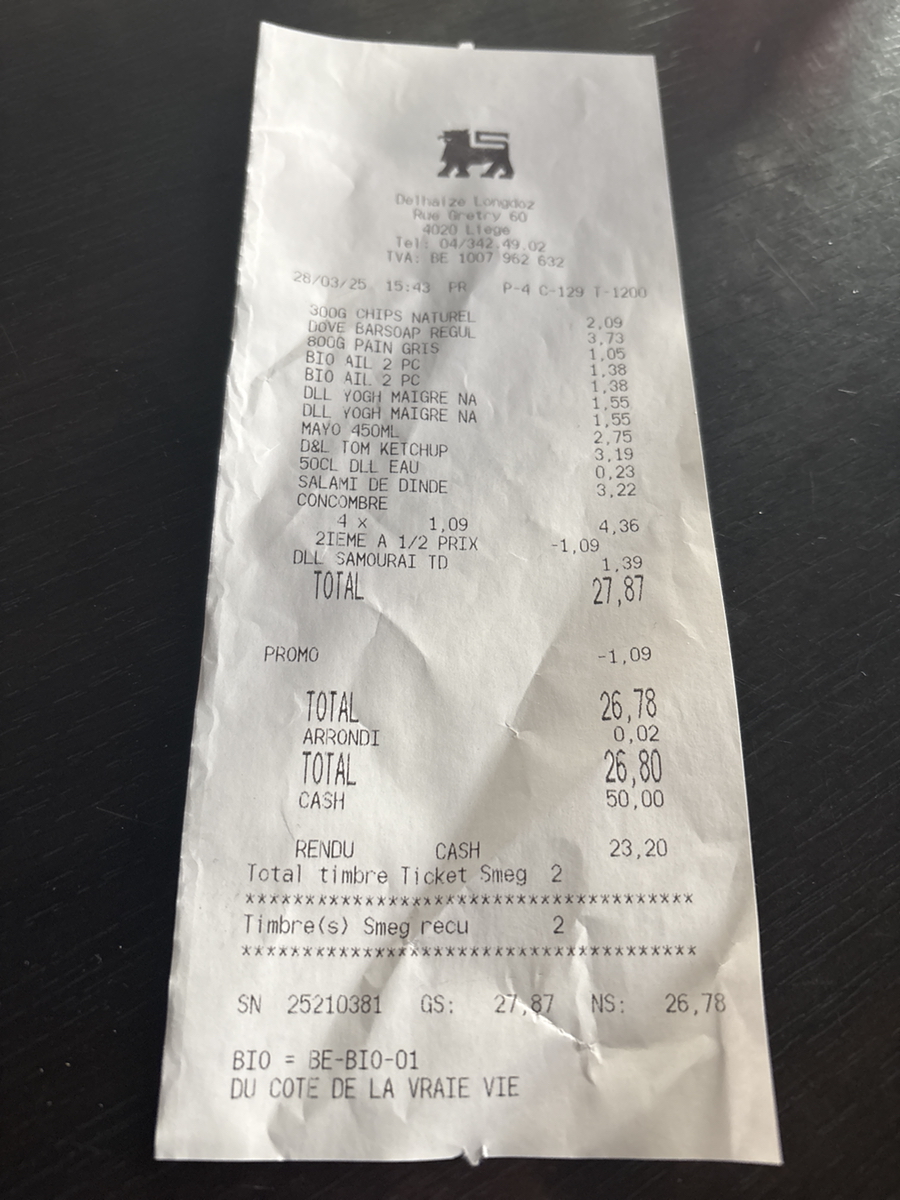 Delhaize Longdoz
Rue Gretry 60
4020 Liege
Tel: 04/342.49.02
TVA: BE 1007 962 632
28/03/25 15:43 PR P-4 C-129 T-1200
300G CHIPS NATUREL 2,09
DOVE BARSOAP REGUL 3,73
800G PAIN GRIS 1,05
BIO AIL 2 PC 1,38
BIO AIL 2 PC 1,38
DLL YOGH MAIGRE NA 1,55
DLL YOGH MAIGRE NA 1,55
MAYO 450ML 2,75
D&L TOM KETCHUP 3,19
50CL DLL EAU 0,23
SALAMI DE DINDE 3,22
CONCOMBRE
4 x 1,09 4,36
2IEME A 1/2 PRIX -1,09
DLL SAMOURAI TD 1,39
TOTAL 27,87
PROMO -1,09
TOTAL 26,78
ARRONDI 0,02
TOTAL 26,80
CASH 50,00
RENDU CASH 23,20
Total timbre Ticket Smeg 2
***************************************
Timbre(s) Smeg recu 2
***************************************
SN 25210381 GS: 27,87 NS: 26,78
BIO = BE-BIO-01
DU COTE DE LA VRAIE VIE